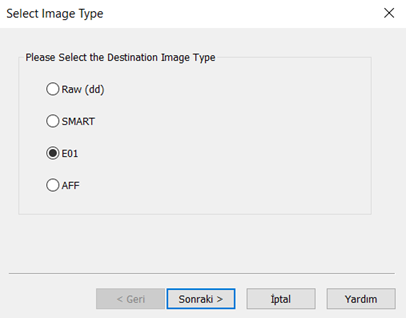 Select Image Type
Please Select the Destination Image Type
Raw (dd)
SMART
E01
AFF
< Geri Sonraki > İptal Yardım